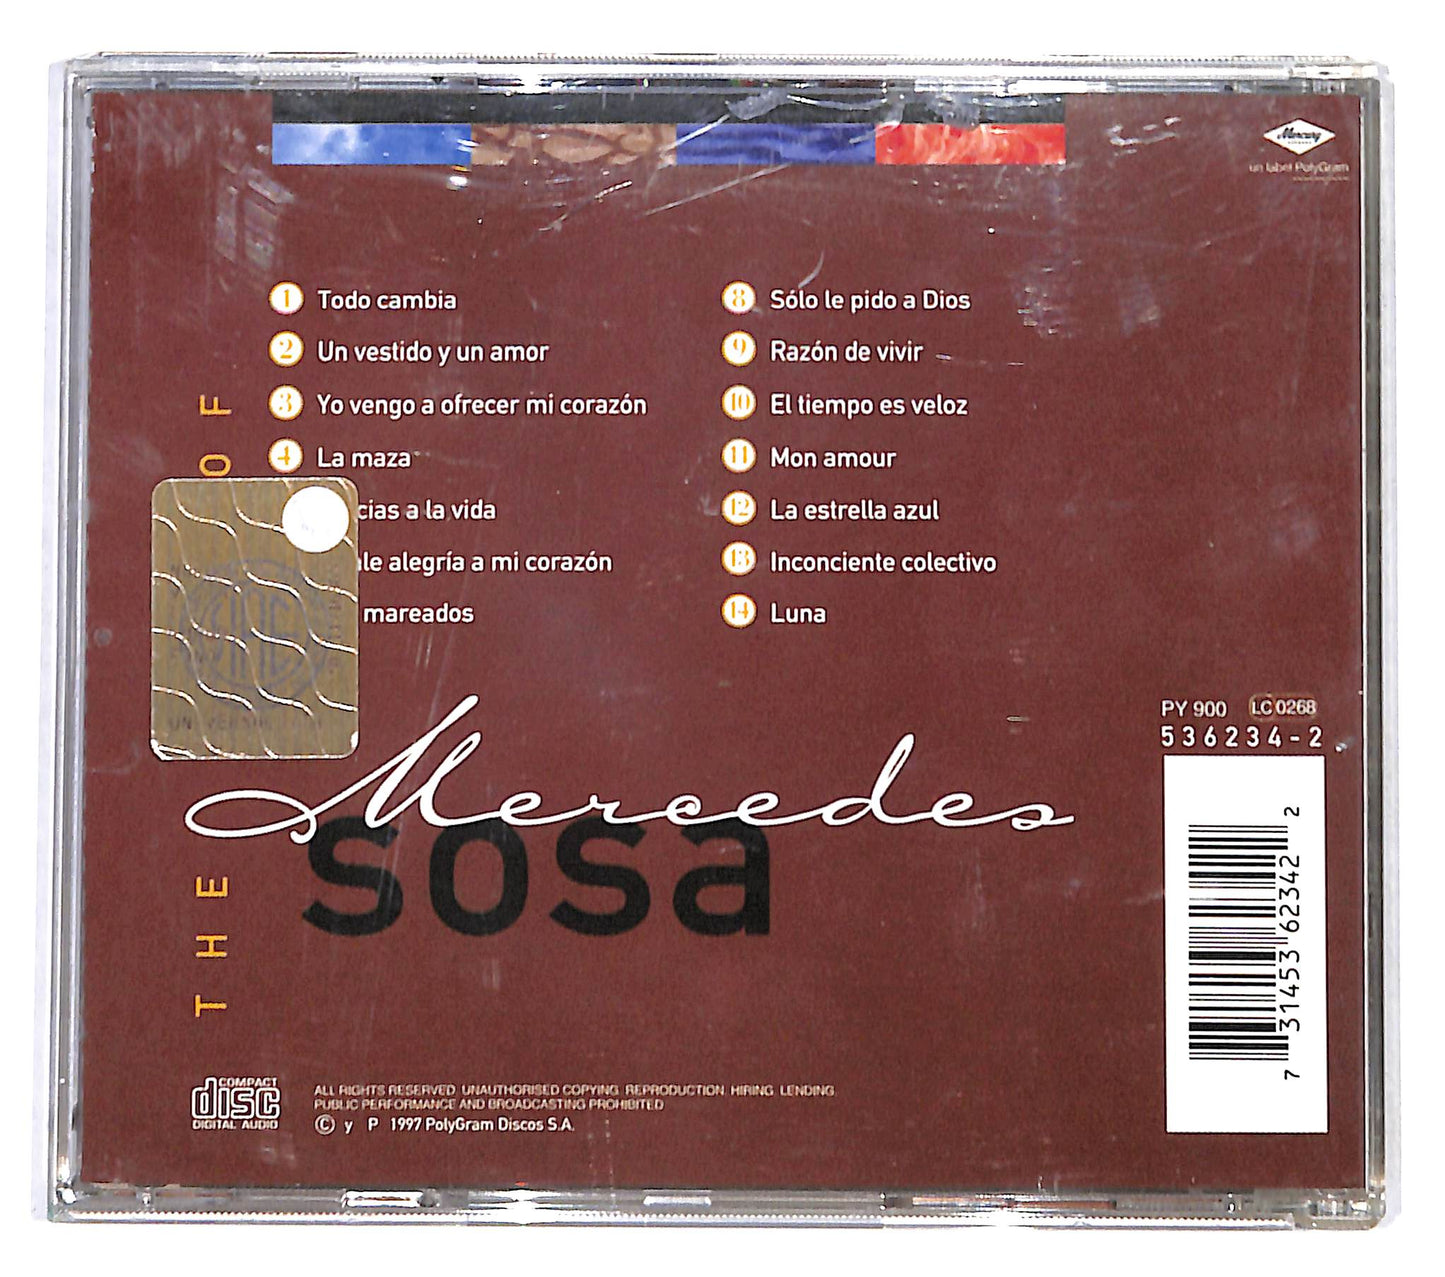 Mercury
un label PolyGram
1 Todo cambia
2 Un vestido y un amor
3 Yo vengo a ofrecer mi corazón
4 La maza
cias a la vida
le alegría a mi corazón
mareados
8 Sólo le pido a Dios
9 Razón de vivir
10 El tiempo es veloz
11 Mon amour
12 La estrella azul
13 Inconciente colectivo
14 Luna
THE OF
Mercedes
sosa
PY 900 LC 0268
536234-2
7 31453 62342 2
COMPACT
disc
DIGITAL AUDIO
ALL RIGHTS RESERVED UNAUTHORISED COPYING REPRODUCTION HIRING LENDING
PUBLIC PERFORMANCE AND BROADCASTING PROHIBITED
© y P 1997 PolyGram Discos S.A.